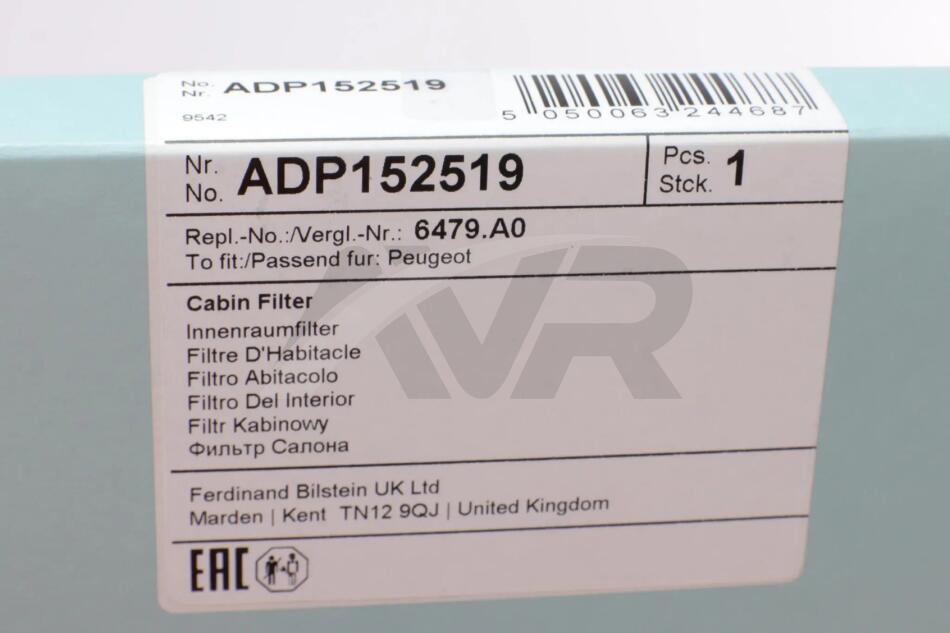 No. ADP152519
Nr.
9542
5 050063 244687
Nr. ADP152519
No.
Pcs. 1
Stck.
Repl.-No.:/Vergl.-Nr.: 6479.A0
To fit:/Passend fur: Peugeot
Cabin Filter
Innenraumfilter
Filtre D'Habitacle
Filtro Abitacolo
Filtro Del Interior
Filtr Kabinowy
Фильтр Салона
Ferdinand Bilstein UK Ltd
Marden | Kent TN12 9QJ | United Kingdom
EAC